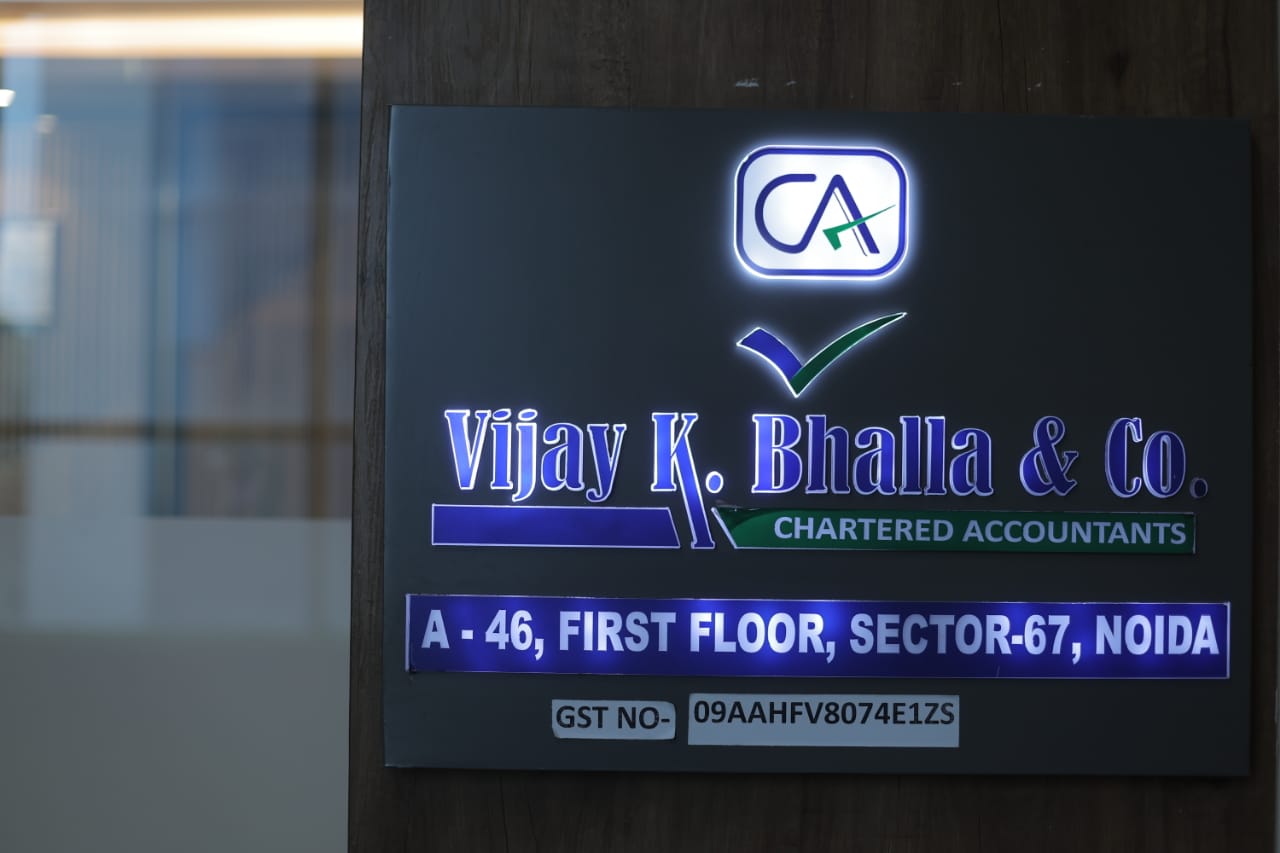 CA
Vijay K. Bhalla & Co.
CHARTERED ACCOUNTANTS
A - 46, FIRST FLOOR, SECTOR-67, NOIDA
GST NO- 09AAHFV8074E1ZS